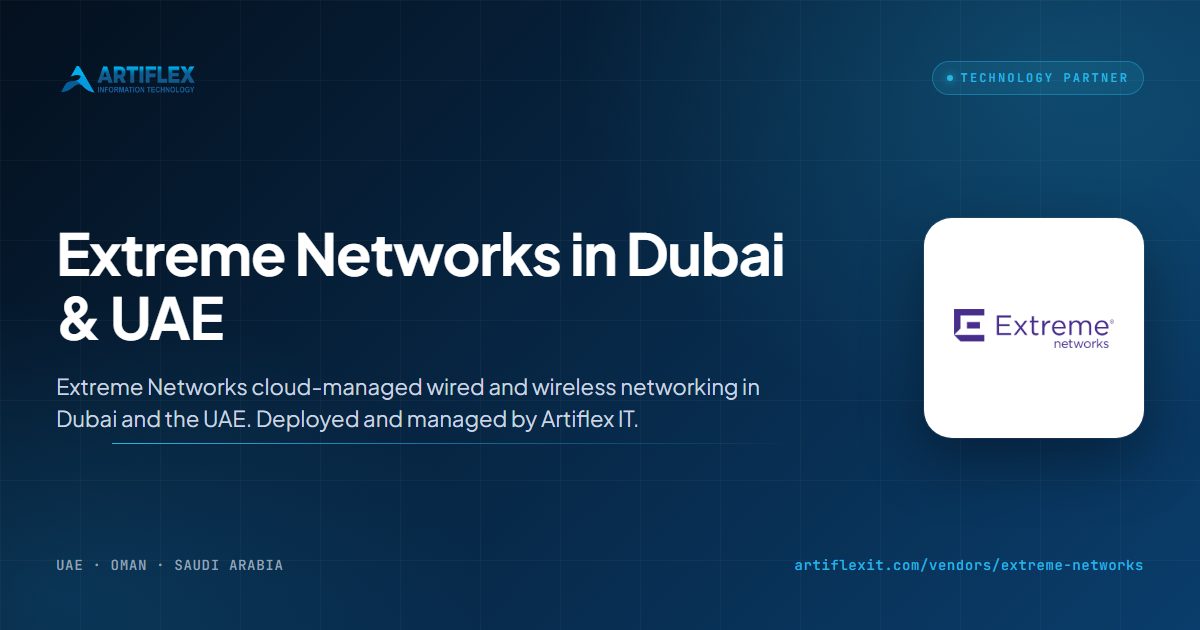 ARTIFLEX
INFORMATION TECHNOLOGY
TECHNOLOGY PARTNER
Extreme Networks in Dubai
& UAE
Extreme Networks cloud-managed wired and wireless networking in
Dubai and the UAE. Deployed and managed by Artiflex IT.
Extreme®
networks
UAE · OMAN · SAUDI ARABIA
artiflexit.com/vendors/extreme-networks